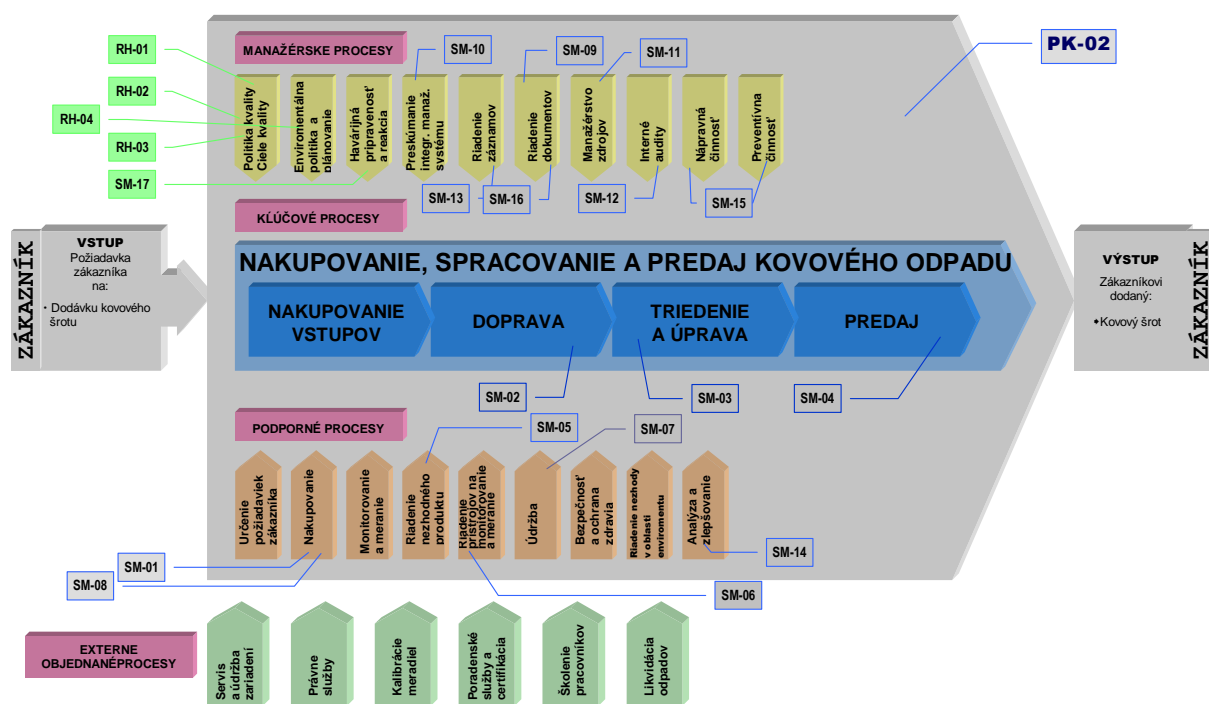 RH-01
RH-02
RH-04
RH-03
SM-17
MANAŽÉRSKE PROCESY
SM-10
SM-09
SM-11
PK-02
Politika kvality
Ciele kvality
Enviromentálna
politika a
plánovanie
Havárijná
pripravenosť
a reakcia
Preskúmanie
integr. manaž.
systému
Riadenie
záznamov
Riadenie
dokumentov
Manažérstvo
zdrojov
Interné
audity
Nápravná
činnosť
Preventívna
činnosť
SM-13
SM-16
SM-12
SM-15
KĽÚČOVÉ PROCESY
ZÁKAZNÍK
VSTUP
Požiadavka
zákazníka
na:
• Dodávku kovového
šrotu
NAKUPOVANIE, SPRACOVANIE A PREDAJ KOVOVÉHO ODPADU
NAKUPOVANIE
VSTUPOV
DOPRAVA
TRIEDENIE
A ÚPRAVA
PREDAJ
VÝSTUP
Zákazníkovi
dodaný:
•Kovový šrot
ZÁKAZNÍK
SM-02
SM-03
SM-04
PODPORNÉ PROCESY
SM-05
SM-07
Určenie
požiadaviek
zákazníka
Nakupovanie
Monitorovanie
a meranie
Riadenie
nezhodného
produktu
Riadenie
prístrojov na
monitorovanie
a meranie
Údržba
Bezpečnosť
a ochrana
zdravia
Riadenie nezhody
v oblasti
enviromentu
Analýza a
zlepšovanie
SM-01
SM-08
SM-14
SM-06
EXTERNE
OBJEDNANÉPROCESY
Servis
a údržba
zariadení
Právne
služby
Kalibrácie
meradiel
Poradenské
služby a
certifikácia
Školenie
pracovníkov
Likvidácia
odpadov